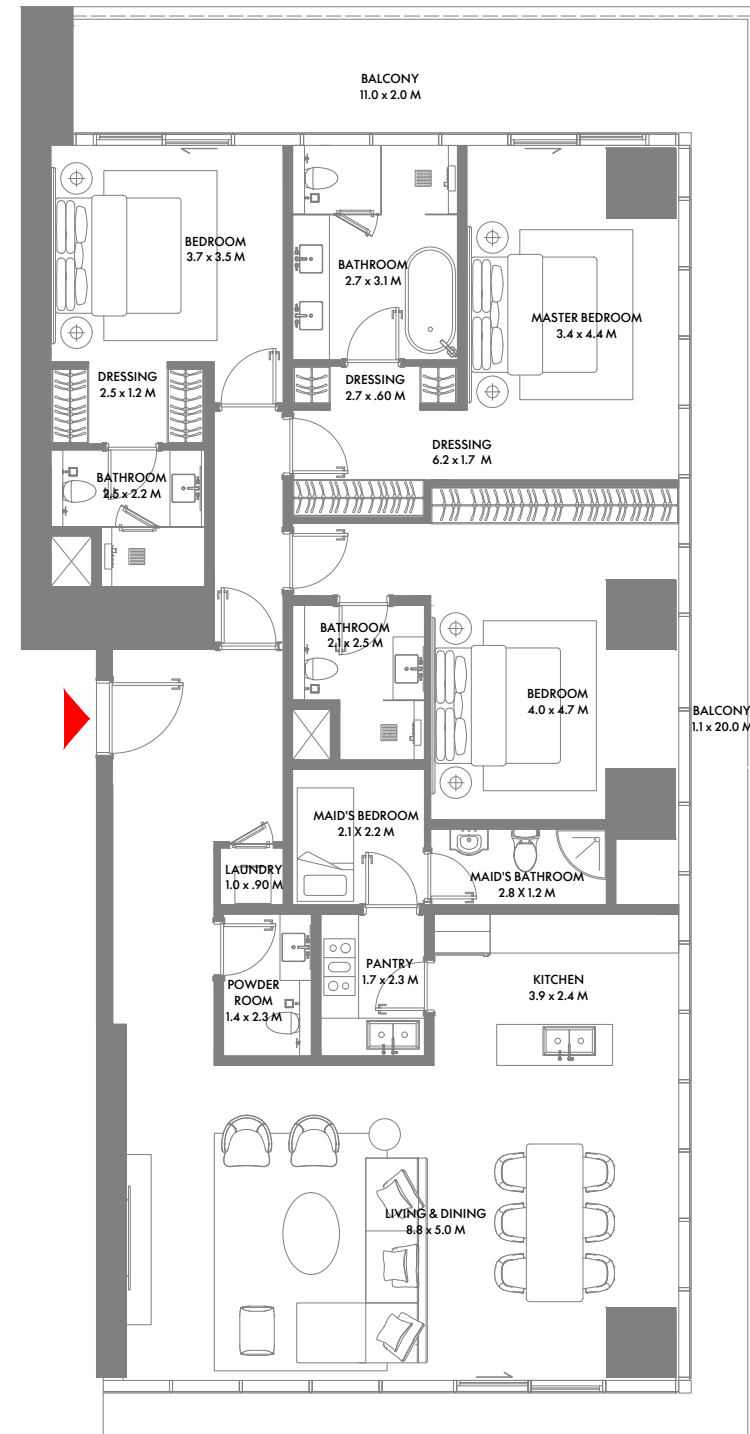 BALCONY
11.0 x 2.0 M
BEDROOM
3.7 x 3.5 M
BATHROOM
2.7 x 3.1 M
MASTER BEDROOM
3.4 x 4.4 M
DRESSING
2.5 x 1.2 M
DRESSING
2.7 x .60 M
DRESSING
6.2 x 1.7 M
BATHROOM
2.5 x 2.2 M
BATHROOM
2.1 x 2.5 M
BEDROOM
4.0 x 4.7 M
BALCONY
1.1 x 20.0 M
MAID'S BEDROOM
2.1 X 2.2 M
LAUNDRY
1.0 x .90 M
MAID'S BATHROOM
2.8 X 1.2 M
PANTRY
1.7 x 2.3 M
POWDER
ROOM
1.4 x 2.3 M
KITCHEN
3.9 x 2.4 M
LIVING & DINING
8.8 x 5.0 M